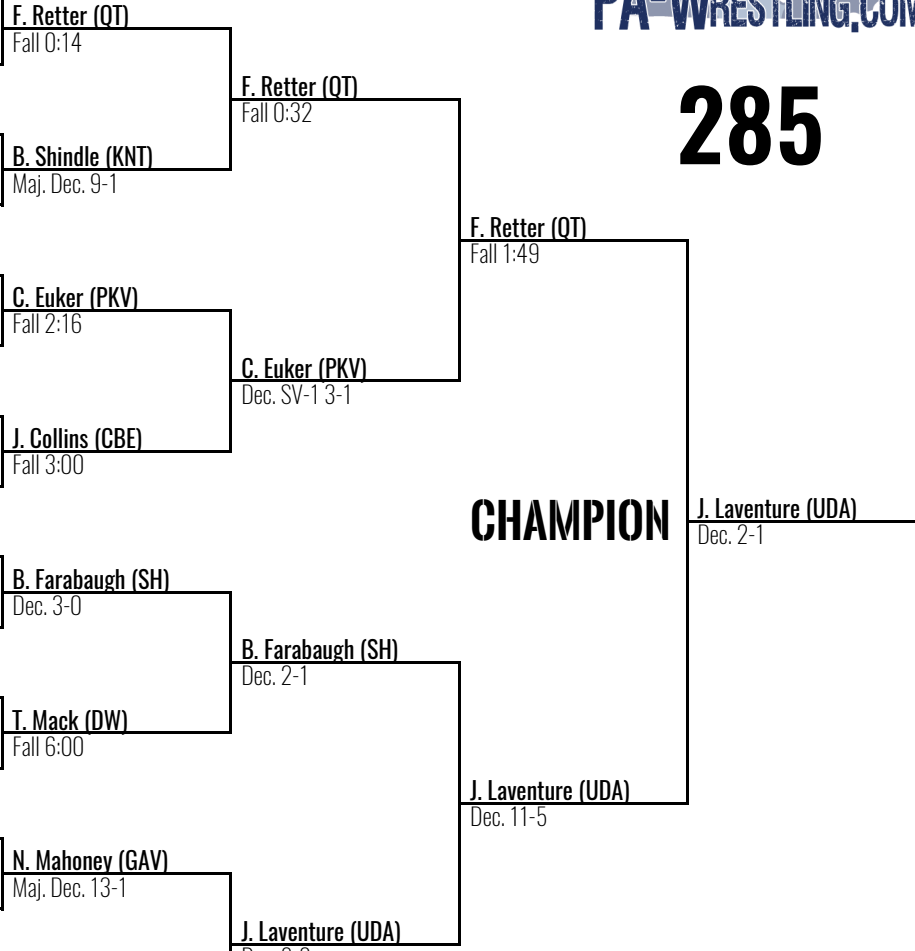 PA-WRESTLING.COM
285
F. Retter (QT)
Fall 0:14
F. Retter (QT)
Fall 0:32
B. Shindle (KNT)
Maj. Dec. 9-1
F. Retter (QT)
Fall 1:49
C. Euker (PKV)
Fall 2:16
C. Euker (PKV)
Dec. SV-1 3-1
J. Collins (CBE)
Fall 3:00
CHAMPION
J. Laventure (UDA)
Dec. 2-1
B. Farabaugh (SH)
Dec. 3-0
B. Farabaugh (SH)
Dec. 2-1
T. Mack (DW)
Fall 6:00
J. Laventure (UDA)
Dec. 11-5
N. Mahoney (GAV)
Maj. Dec. 13-1
J. Laventure (UDA)